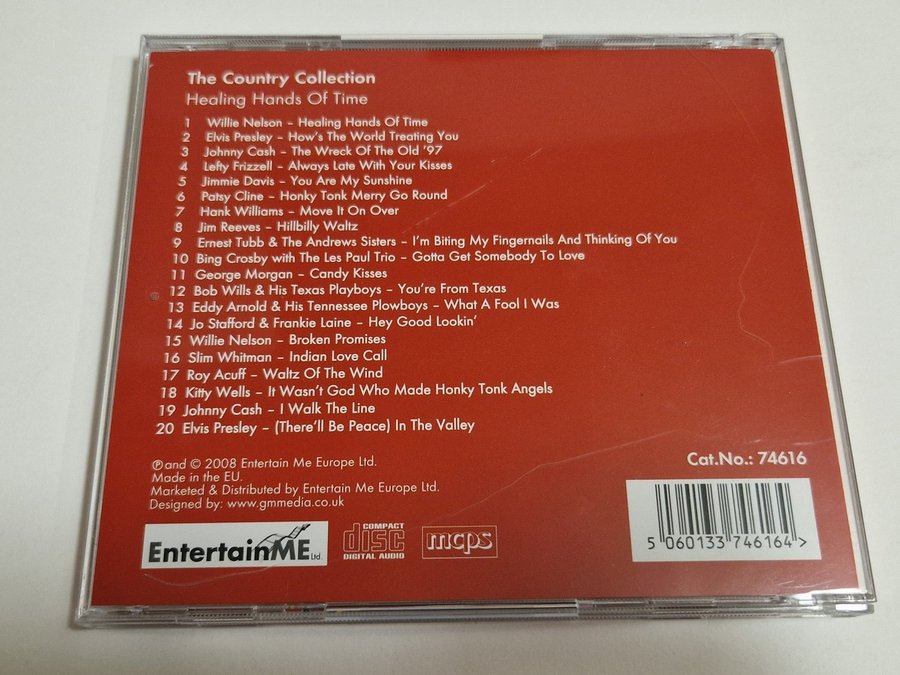 The Country Collection
Healing Hands Of Time
1 Willie Nelson – Healing Hands Of Time
2 Elvis Presley – How's The World Treating You
3 Johnny Cash – The Wreck Of The Old '97
4 Lefty Frizzell – Always Late With Your Kisses
5 Jimmie Davis – You Are My Sunshine
6 Patsy Cline – Honky Tonk Merry Go Round
7 Hank Williams – Move It On Over
8 Jim Reeves – Hillbilly Waltz
9 Ernest Tubb & The Andrews Sisters – I'm Biting My Fingernails And Thinking Of You
10 Bing Crosby with The Les Paul Trio – Gotta Get Somebody To Love
11 George Morgan – Candy Kisses
12 Bob Wills & His Texas Playboys – You're From Texas
13 Eddy Arnold & His Tennessee Plowboys – What A Fool I Was
14 Jo Stafford & Frankie Laine – Hey Good Lookin'
15 Willie Nelson – Broken Promises
16 Slim Whitman – Indian Love Call
17 Roy Acuff – Waltz Of The Wind
18 Kitty Wells – It Wasn't God Who Made Honky Tonk Angels
19 Johnny Cash – I Walk The Line
20 Elvis Presley – (There'll Be Peace) In The Valley
℗ and © 2008 Entertain Me Europe Ltd.
Made in the EU.
Marketed & Distributed by Entertain Me Europe Ltd.
Designed by: www.gmmedia.co.uk
Cat.No.: 74616
EntertainME Ltd.
COMPACT
disc
DIGITAL AUDIO
mcps
5 060133 746164 >